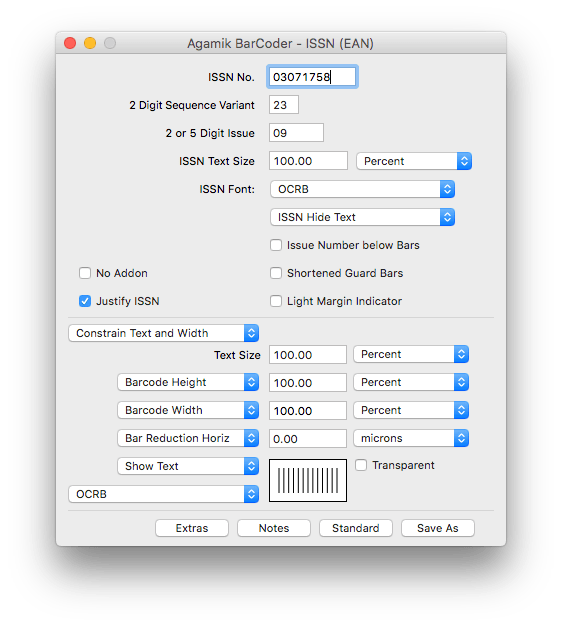 Agamik BarCoder - ISSN (EAN)
ISSN No. 03071758
2 Digit Sequence Variant 23
2 or 5 Digit Issue 09
ISSN Text Size 100.00 Percent
ISSN Font: OCRB
ISSN Hide Text
Issue Number below Bars
No Addon Shortened Guard Bars
Justify ISSN Light Margin Indicator
Constrain Text and Width
Text Size 100.00 Percent
Barcode Height 100.00 Percent
Barcode Width 100.00 Percent
Bar Reduction Horiz 0.00 microns
Show Text Transparent
OCRB
Extras Notes Standard Save As